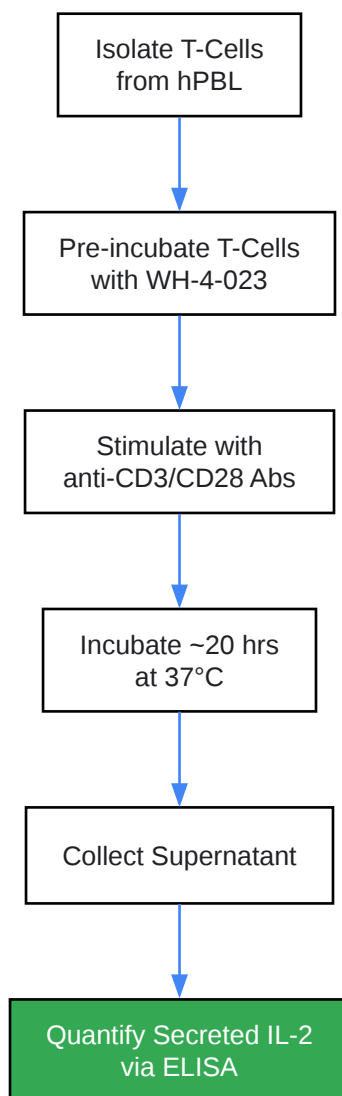 Isolate T-Cells
from hPBL
Pre-incubate T-Cells
with WH-4-023
Stimulate with
anti-CD3/CD28 Abs
Incubate ~20 hrs
at 37°C
Collect Supernatant
Quantify Secreted IL-2
via ELISA